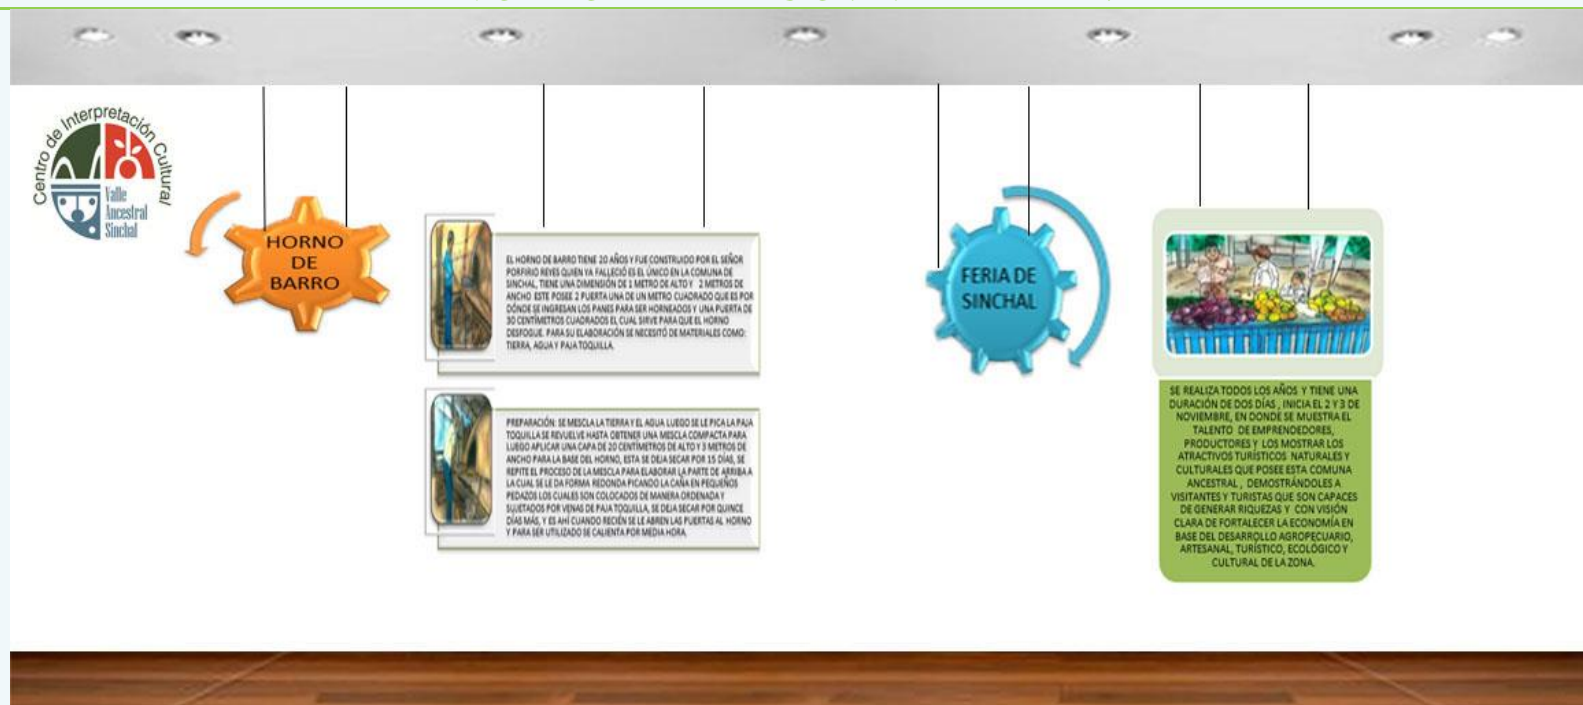 Centro de Interpretación Cultural
Valle
Ancestral
Sinchal
HORNO
DE
BARRO
EL HORNO DE BARRO TIENE 20 AÑOS Y FUE CONSTRUIDO POR EL SEÑOR
PORFIRIO REYES QUIEN YA FALLECIÓ ES EL ÚNICO EN LA COMUNA DE
SINCHAL, TIENE UNA DIMENSIÓN DE 1 METRO DE ALTO Y 2 METROS DE
ANCHO ESTE POSEE 2 PUERTA UNA DE UN METRO CUADRADO QUE ES POR
DÓNDE SE INGRESAN LOS PANES PARA SER HORNEADOS Y UNA PUERTA DE
30 CENTÍMETROS CUADRADOS EL CUAL SIRVE PARA QUE EL HORNO
DESFOGUE. PARA SU ELABORACIÓN SE NECESITÓ DE MATERIALES COMO:
TIERRA, AGUA Y PAJA TOQUILLA.
PREPARACIÓN: SE MESCLA LA TIERRA Y EL AGUA LUEGO SE LE PICA LA PAJA
TOQUILLA SE REVUELVE HASTA OBTENER UNA MESCLA COMPACTA PARA
LUEGO APLICAR UNA CAPA DE 20 CENTÍMETROS DE ALTO Y 3 METROS DE
ANCHO PARA LA BASE DEL HORNO, ESTA SE DEJA SECAR POR 15 DÍAS, SE
REPITE EL PROCESO DE LA MESCLA PARA ELABORAR LA PARTE DE ARRIBA A
LA CUAL SE LE DA FORMA REDONDA PICANDO LA CAÑA EN PEQUEÑOS
PEDAZOS LOS CUALES SON COLOCADOS DE MANERA ORDENADA Y
SUJETADOS POR VENAS DE PAJA TOQUILLA, SE DEJA SECAR POR QUINCE
DÍAS MÁS, Y ES AHÍ CUANDO RECIÉN SE LE ABREN LAS PUERTAS AL HORNO
Y PARA SER UTILIZADO SE CALIENTA POR MEDIA HORA.
FERIA DE
SINCHAL
SE REALIZA TODOS LOS AÑOS Y TIENE UNA
DURACIÓN DE DOS DÍAS , INICIA EL 2 Y 3 DE
NOVIEMBRE, EN DONDE SE MUESTRA EL
TALENTO DE EMPRENDEDORES,
PRODUCTORES Y LOS MOSTRAR LOS
ATRACTIVOS TURÍSTICOS NATURALES Y
CULTURALES QUE POSEE ESTA COMUNA
ANCESTRAL , DEMOSTRÁNDOLES A
VISITANTES Y TURISTAS QUE SON CAPACES
DE GENERAR RIQUEZAS Y CON VISIÓN
CLARA DE FORTALECER LA ECONOMÍA EN
BASE DEL DESARROLLO AGROPECUARIO,
ARTESANAL, TURÍSTICO, ECOLÓGICO Y
CULTURAL DE LA ZONA.